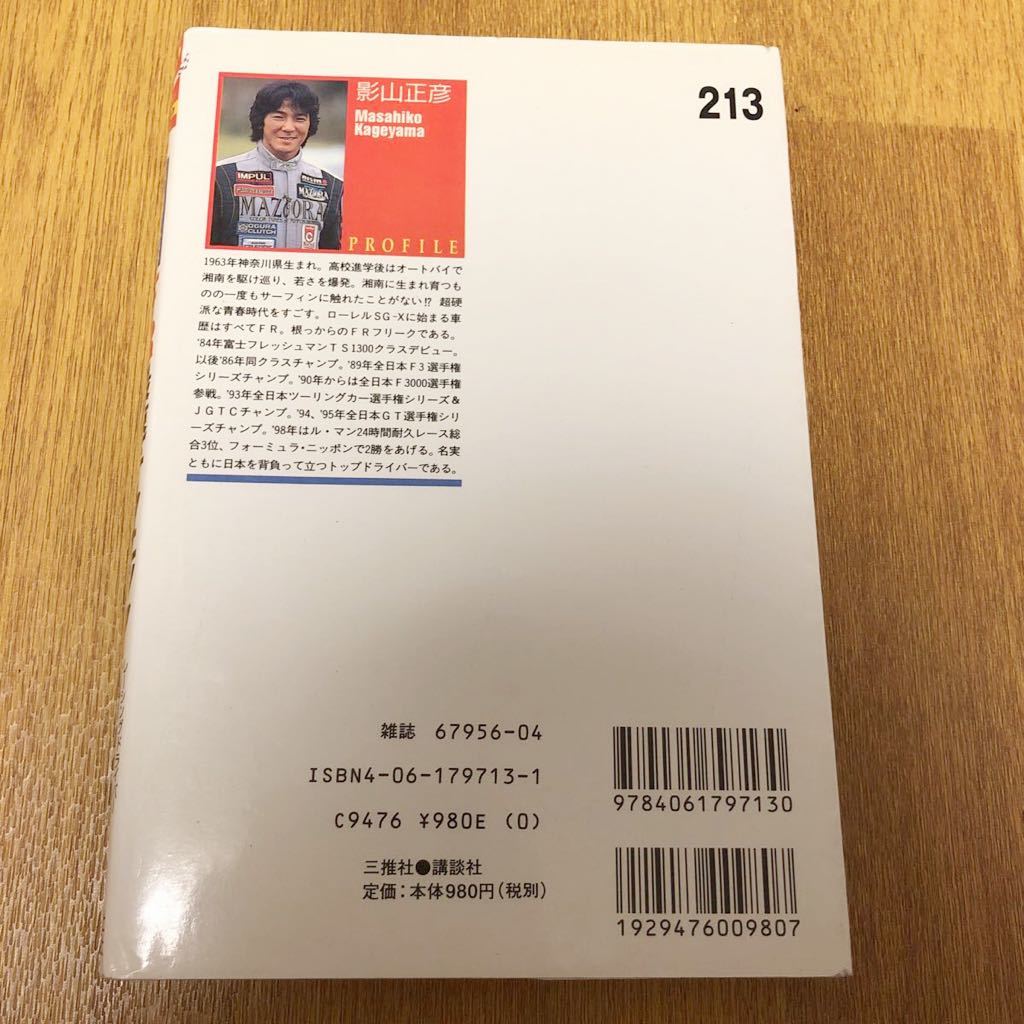 影山正彦
Masahiko
Kageyama
213
IMPUL
MAZIORA
OGURA
CLUTCH
PROFILE
1963年神奈川県生まれ。高校進学後はオートバイで
湘南を駆け巡り、若さを爆発。湘南に生まれ育つも
のの一度もサーフィンに触れたことがない!? 超硬
派な青春時代をすごす。ローレルSG-Xに始まる車
歴はすべてＦＲ。根っからのＦＲフリークである。
'84年富士フレッシュマンＴＳ1300クラスデビュー。
以後'86年同クラスチャンプ。'89年全日本Ｆ3選手権
シリーズチャンプ。'90年からは全日本Ｆ3000選手権
参戦。'93年全日本ツーリングカー選手権シリーズ＆
ＪＧＴＣチャンプ。'94、'95年全日本ＧＴ選手権シリ
ーズチャンプ。'98年はル・マン24時間耐久レース総
合3位、フォーミュラ・ニッポンで2勝をあげる。名実
ともに日本を背負って立つトップドライバーである。
雑誌 67956-04
ISBN4-06-179713-1
C9476 ¥980E (0)
三推社●講談社
定価：本体980円（税別）
9784061797130
1929476009807